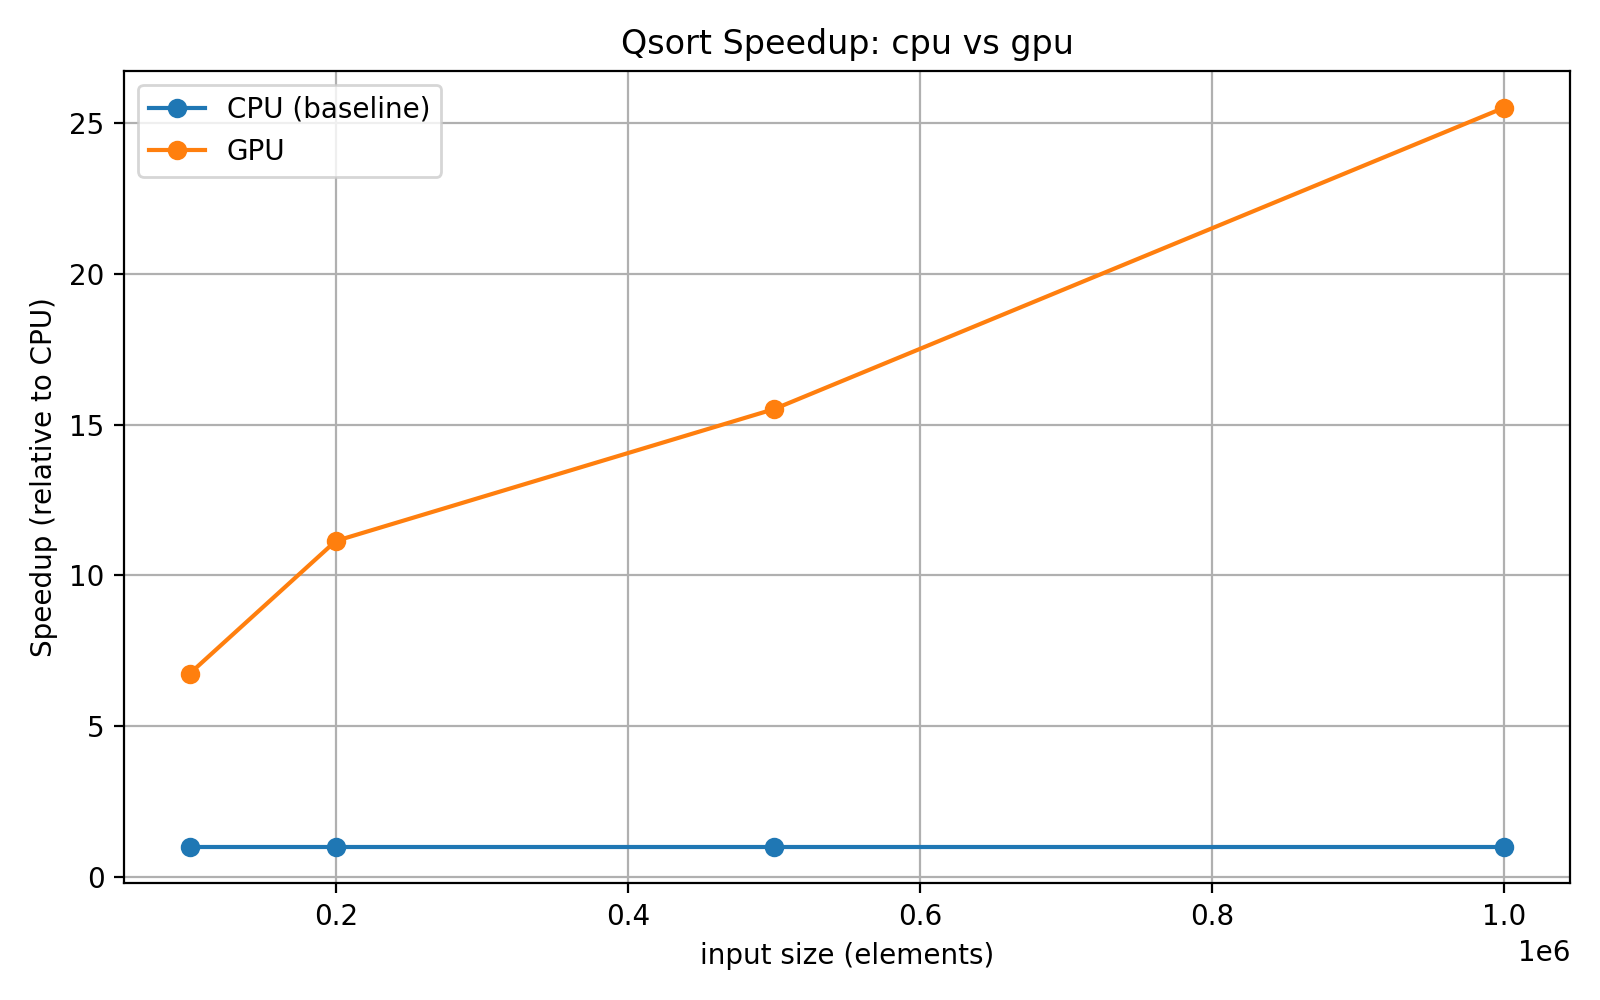 Qsort Speedup: cpu vs gpu
CPU (baseline)
GPU
Speedup (relative to CPU)
25
20
15
10
5
0
0.2 0.4 0.6 0.8 1.0
1e6
input size (elements)